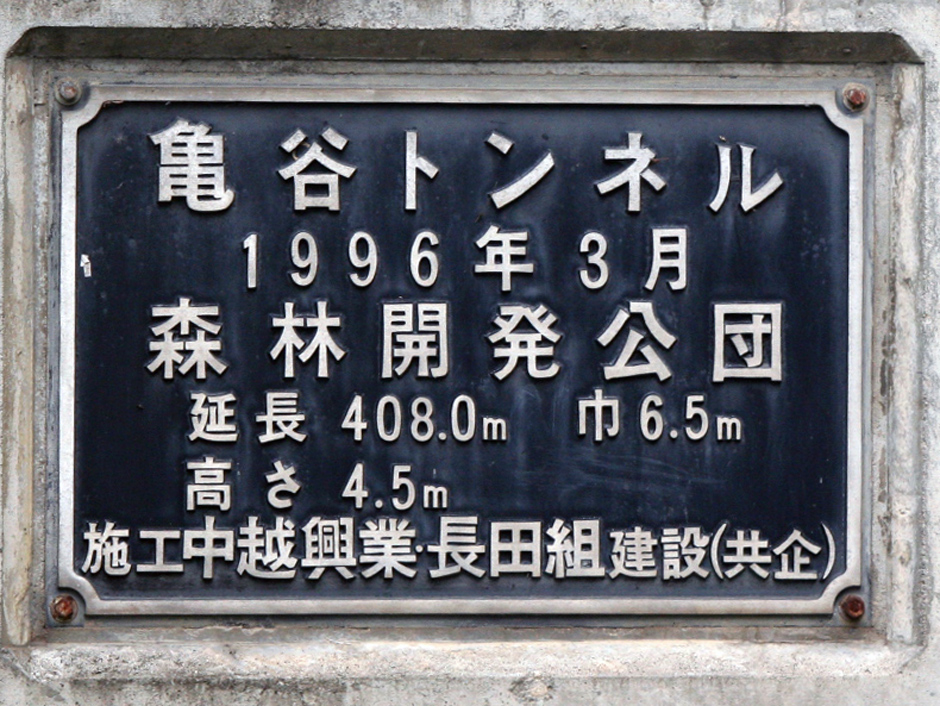 亀谷トンネル
1996年3月
森林開発公団
延長 408.0m 巾6.5m
高さ 4.5m
施工中越興業・長田組建設(共企)